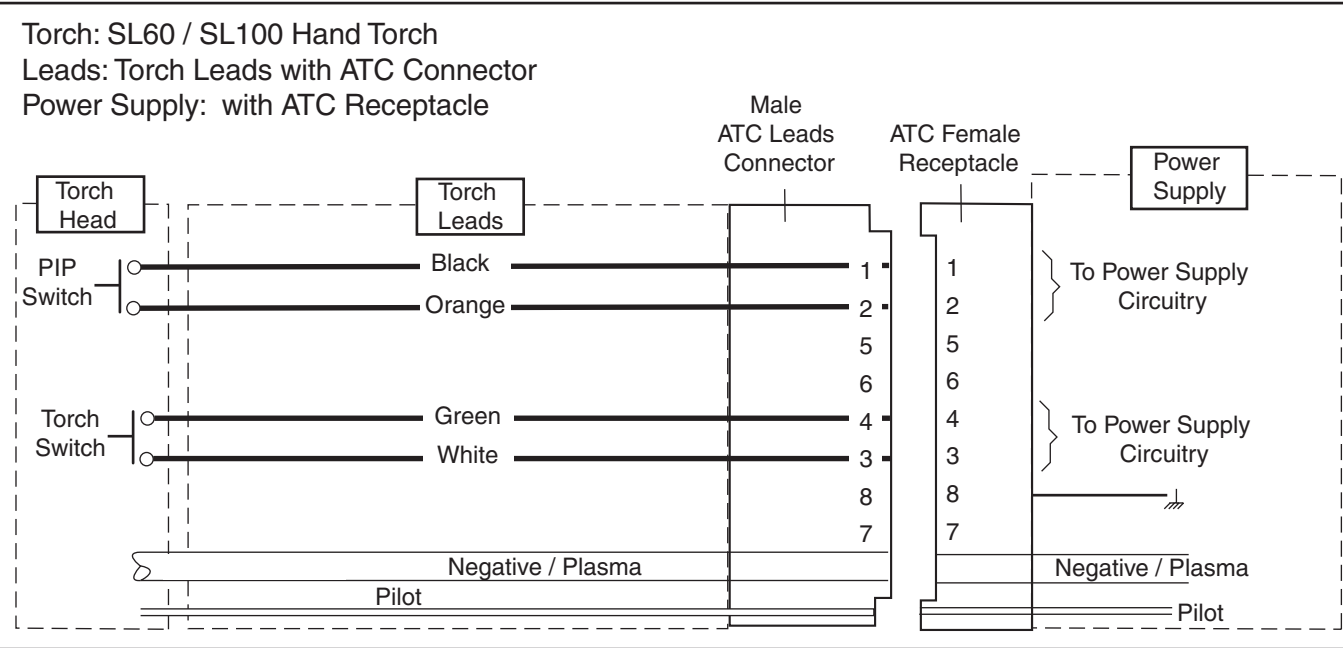 Torch: SL60 / SL100 Hand Torch
Leads: Torch Leads with ATC Connector
Power Supply: with ATC Receptacle
Male
ATC Leads
Connector
ATC Female
Receptacle
Power
Supply
Torch
Head
Torch
Leads
PIP
Switch
Black
Orange
1
2
5
6
4
3
8
7
1
2
5
6
4
3
8
7
To Power Supply
Circuitry
Torch
Switch
Green
White
To Power Supply
Circuitry
Negative / Plasma
Negative / Plasma
Pilot
Pilot